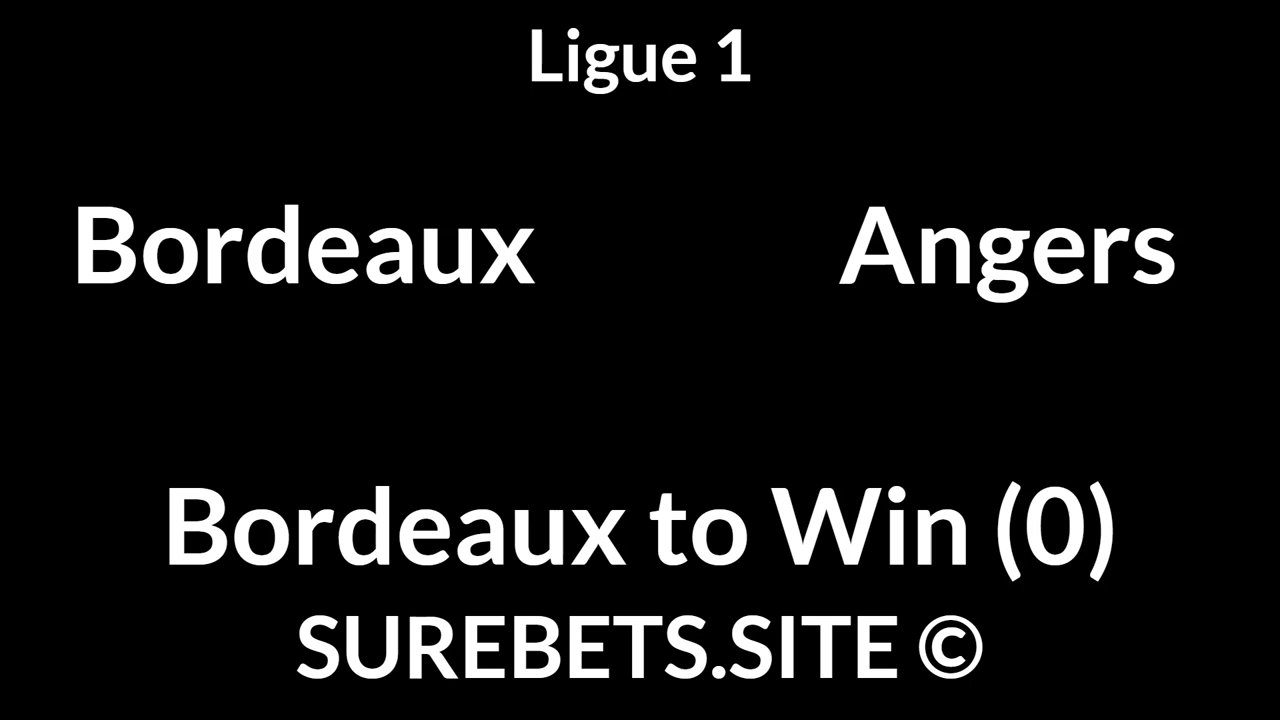 Ligue 1
Bordeaux Angers
Bordeaux to Win (0)
SUREBETS.SITE ©